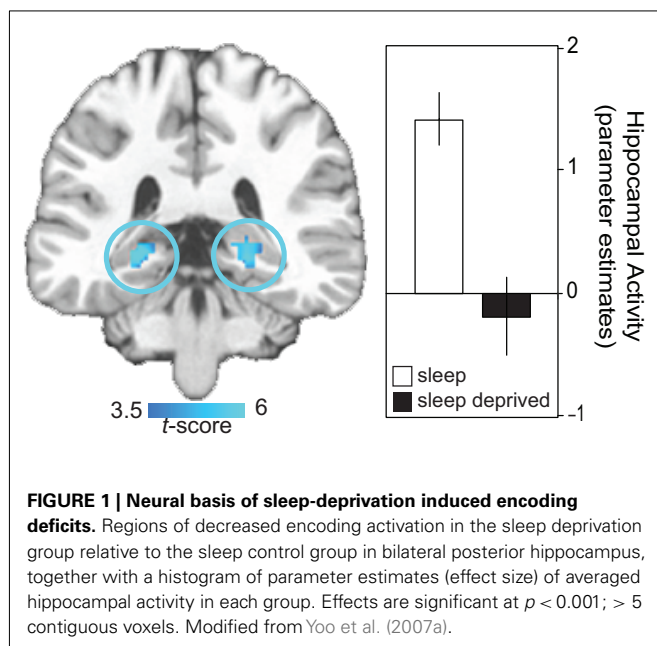 2
1
0
–1
Hippocampal Activity
(parameter estimates)
sleep
sleep deprived
3.5 6
t-score
FIGURE 1 | Neural basis of sleep-deprivation induced encoding
deficits. Regions of decreased encoding activation in the sleep deprivation
group relative to the sleep control group in bilateral posterior hippocampus,
together with a histogram of parameter estimates (effect size) of averaged
hippocampal activity in each group. Effects are significant at p < 0.001; > 5
contiguous voxels. Modified from Yoo et al. (2007a).